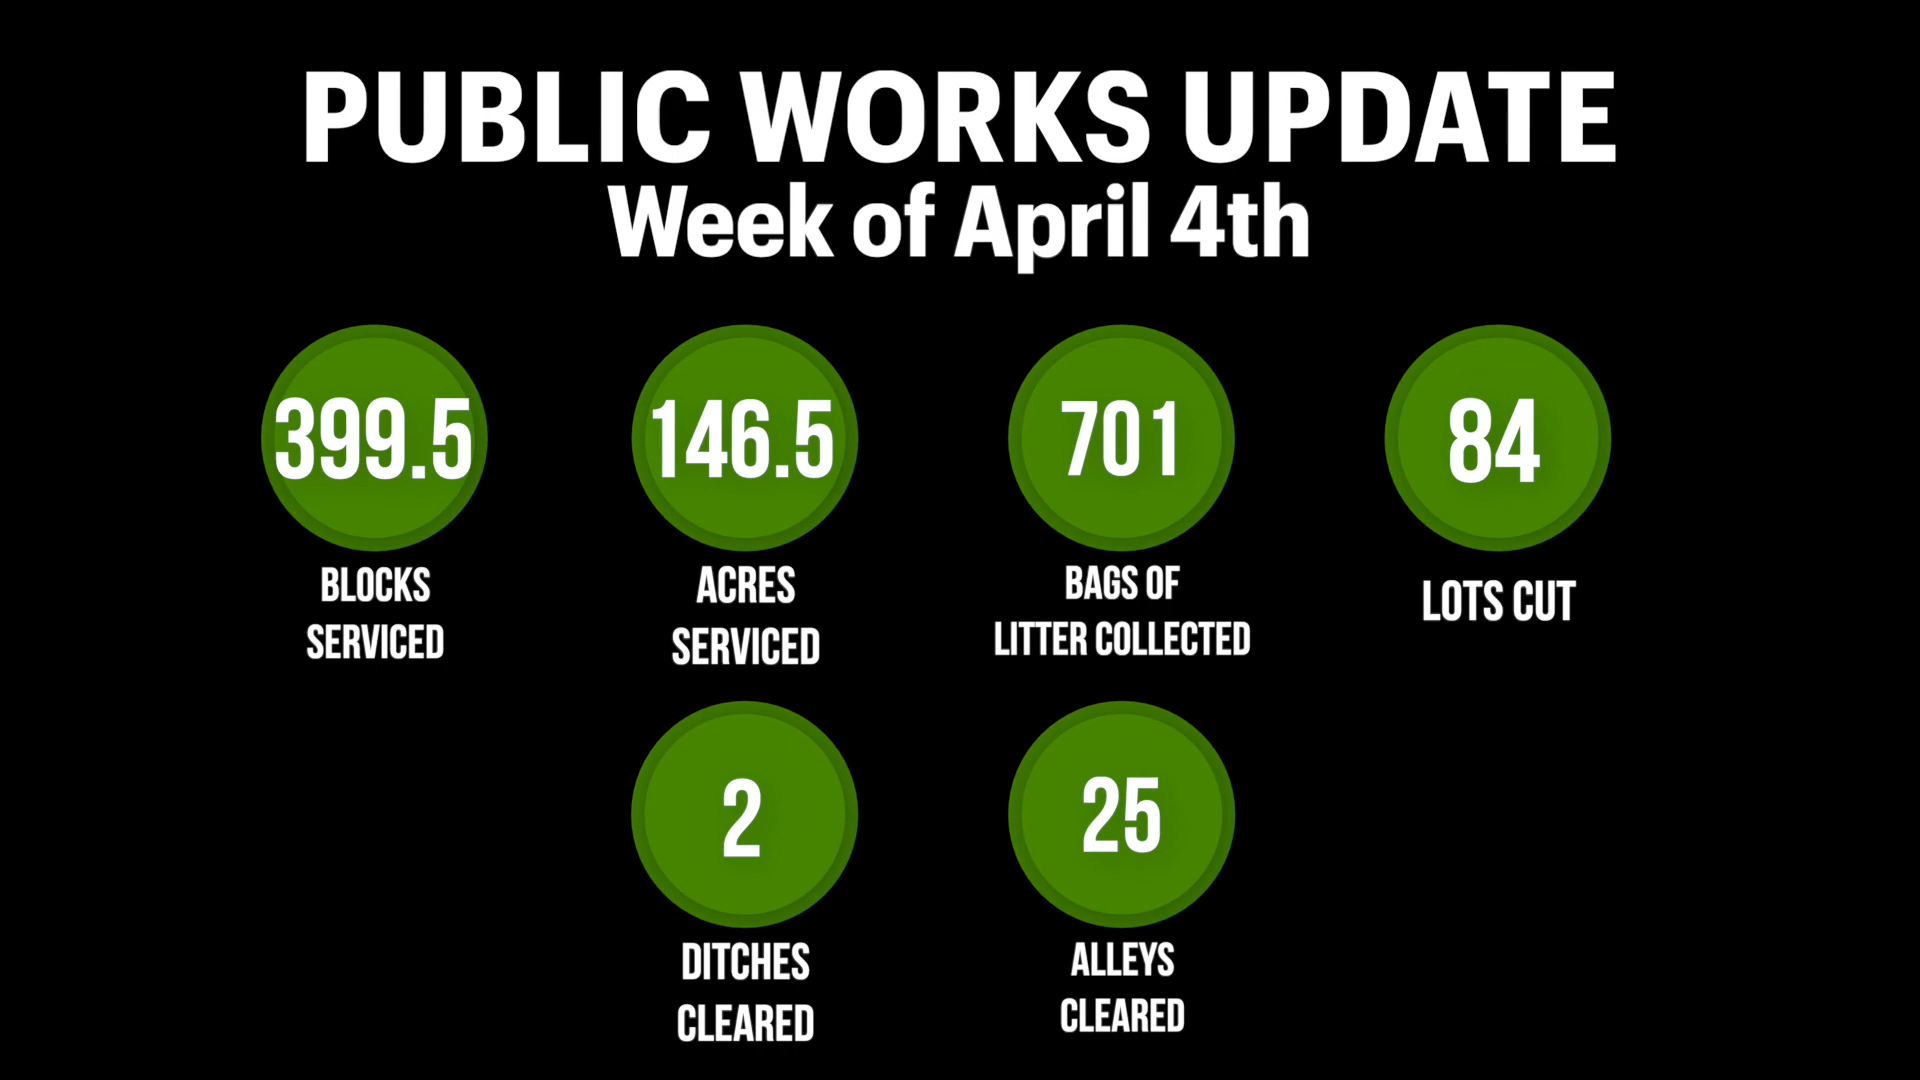 PUBLIC WORKS UPDATE
Week of April 4th
399.5
BLOCKS
SERVICED
146.5
ACRES
SERVICED
701
BAGS OF
LITTER COLLECTED
84
LOTS CUT
2
DITCHES
CLEARED
25
ALLEYS
CLEARED